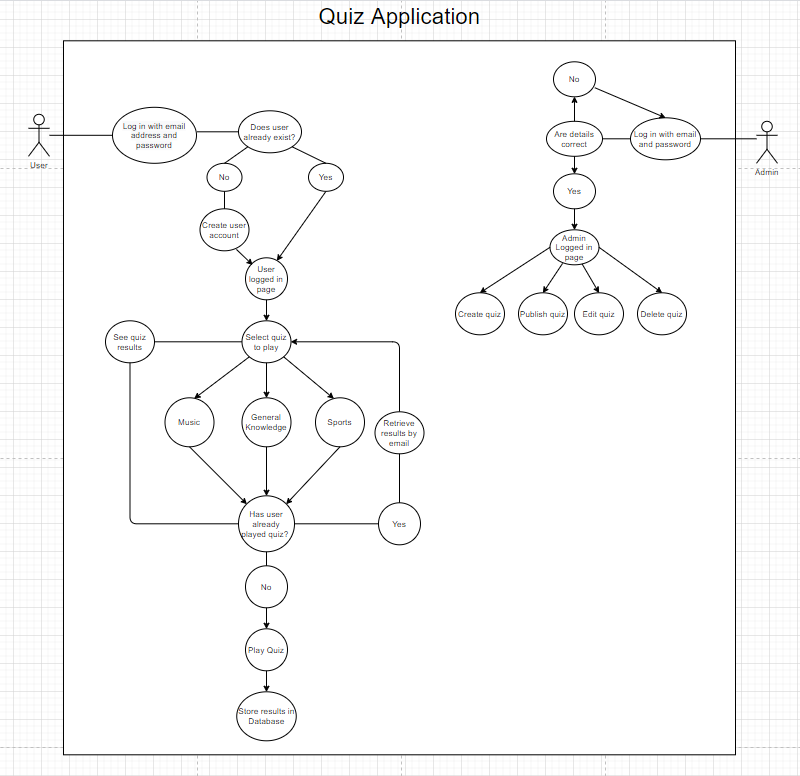 Quiz Application
User
Log in with email
address and
password
Does user
already exist?
No
Yes
Create user
account
User
logged in
page
See quiz
results
Select quiz
to play
Music
General
Knowledge
Sports
Retrieve
results by
email
Has user
already
played quiz?
Yes
No
Play Quiz
Store results in
Database
No
Are details
correct
Log in with email
and password
Admin
Yes
Admin
Logged in
page
Create quiz
Publish quiz
Edit quiz
Delete quiz